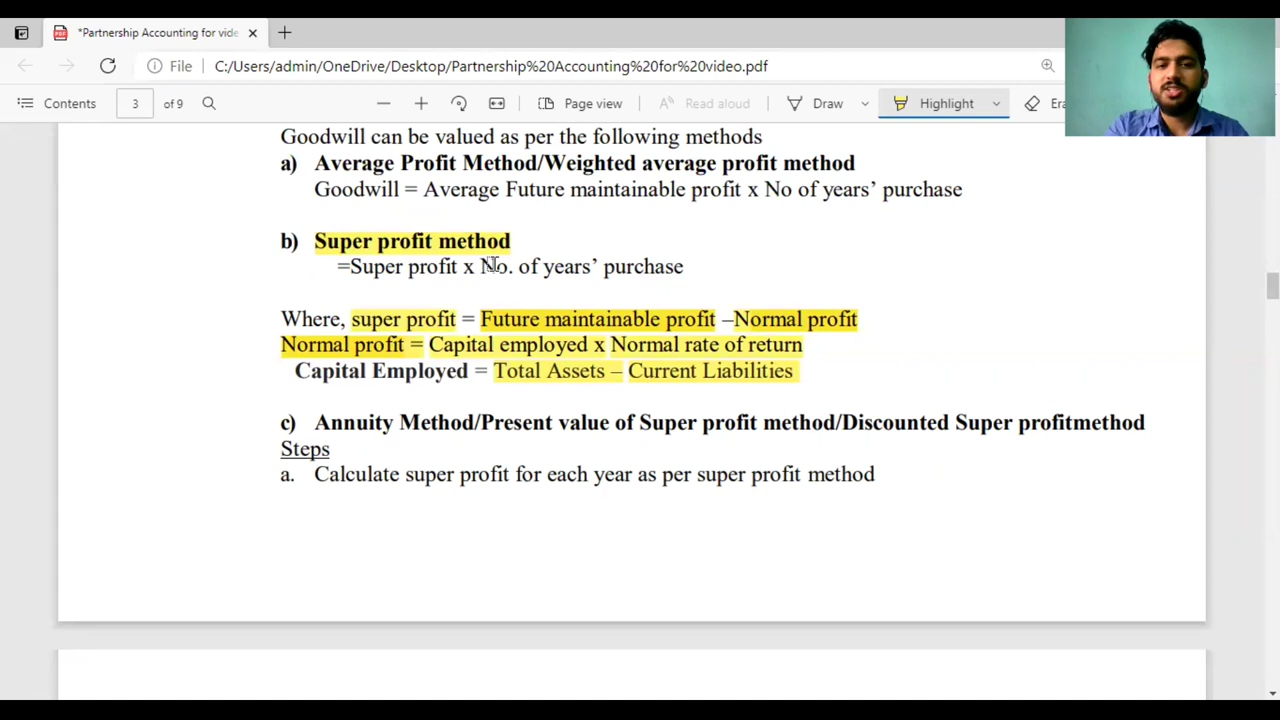 *Partnership Accounting for vide
File C:/Users/admin/OneDrive/Desktop/Partnership%20Accounting%20for%20video.pdf
Contents 3 of 9 Page view Read aloud Draw Highlight Era
Goodwill can be valued as per the following methods
a) Average Profit Method/Weighted average profit method
Goodwill = Average Future maintainable profit x No of years’ purchase
b) Super profit method
=Super profit x No. of years’ purchase
Where, super profit = Future maintainable profit –Normal profit
Normal profit = Capital employed x Normal rate of return
Capital Employed = Total Assets – Current Liabilities
c) Annuity Method/Present value of Super profit method/Discounted Super profitmethod
Steps
a. Calculate super profit for each year as per super profit method